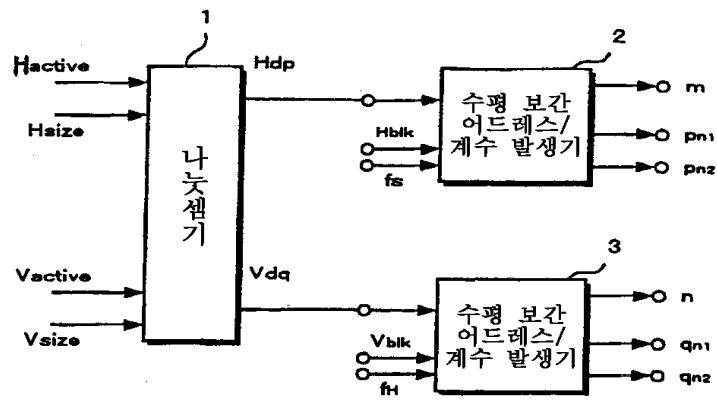 1
Hactive
Hsize
Hdp
나눗셈기
Vactive
Vsize
Vdq
2
수평 보간
어드레스/
계수 발생기
Hblk
fs
m
pn1
pn2
3
수평 보간
어드레스/
계수 발생기
Vblk
fH
n
qn1
qn2